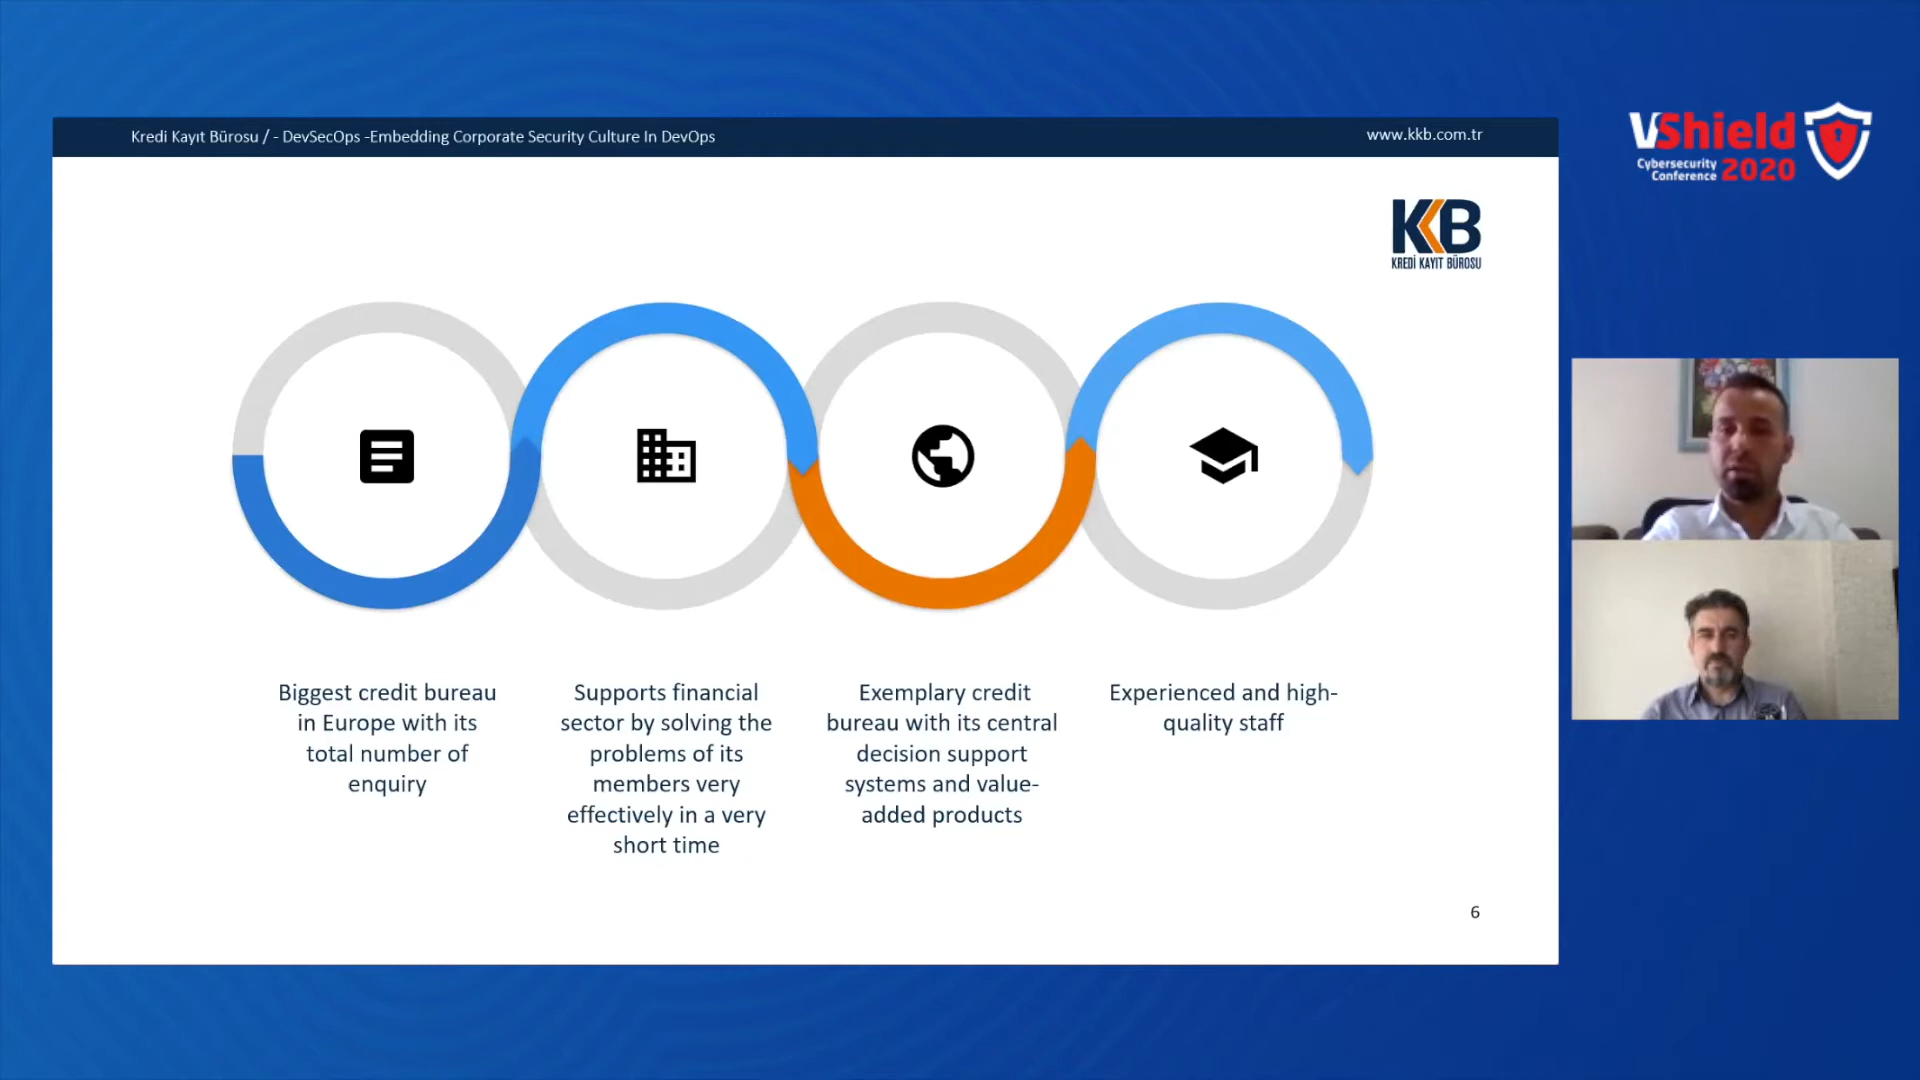 Kredi Kayıt Bürosu / - DevSecOps -Embedding Corporate Security Culture In DevOps
www.kkb.com.tr
VShield
Cybersecurity
Conference 2020
KKB
KREDİ KAYIT BÜROSU
Biggest credit bureau
in Europe with its
total number of
enquiry
Supports financial
sector by solving the
problems of its
members very
effectively in a very
short time
Exemplary credit
bureau with its central
decision support
systems and value-
added products
Experienced and high-
quality staff
6